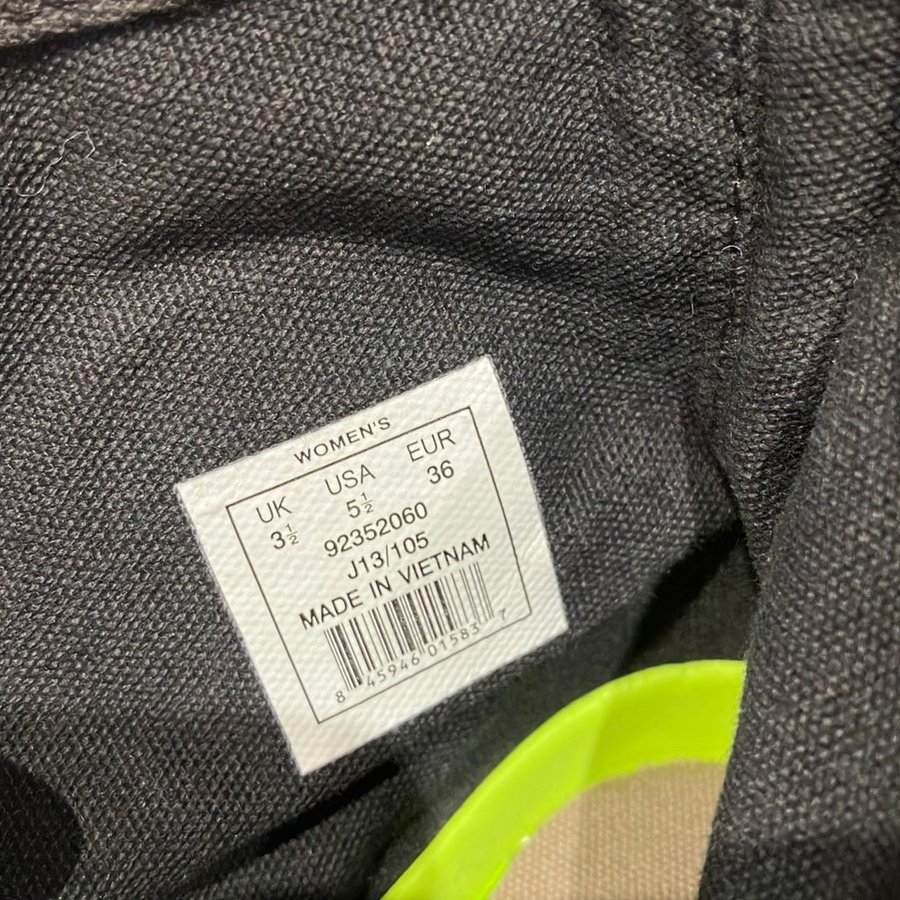 WOMEN'S
UK USA EUR
3½ 5½ 36
92352060
J13/105
MADE IN VIETNAM
8 45946 01583 7